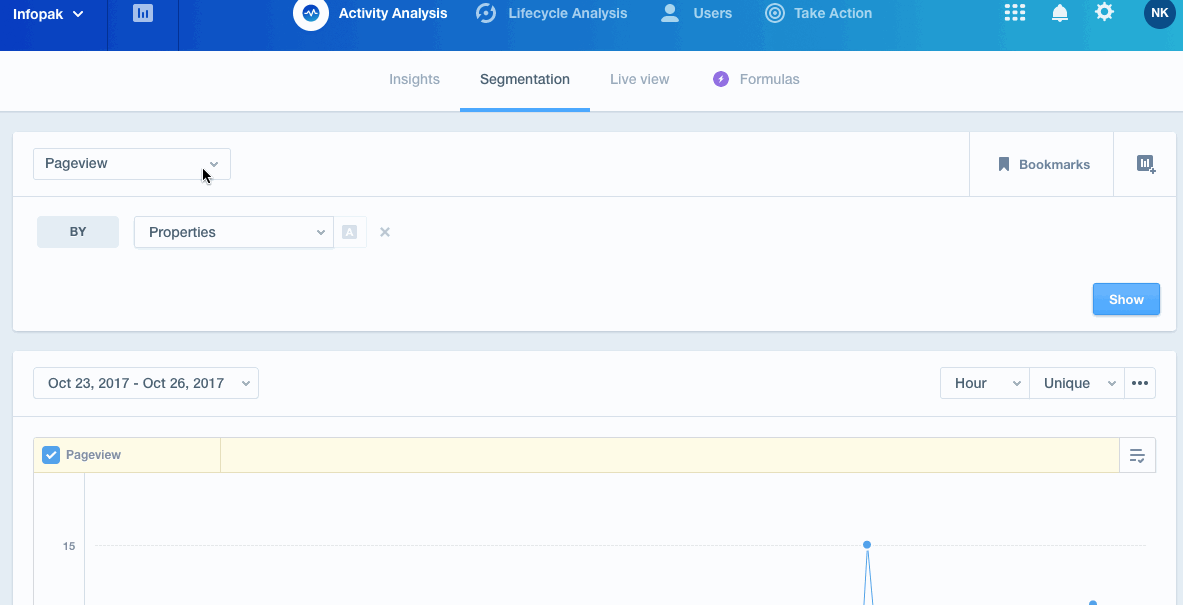 Infopak
Activity Analysis
Lifecycle Analysis
Users
Take Action
NK
Insights
Segmentation
Live view
Formulas
Pageview
Bookmarks
BY
Properties
A
Show
Oct 23, 2017 - Oct 26, 2017
Hour
Unique
Pageview
15